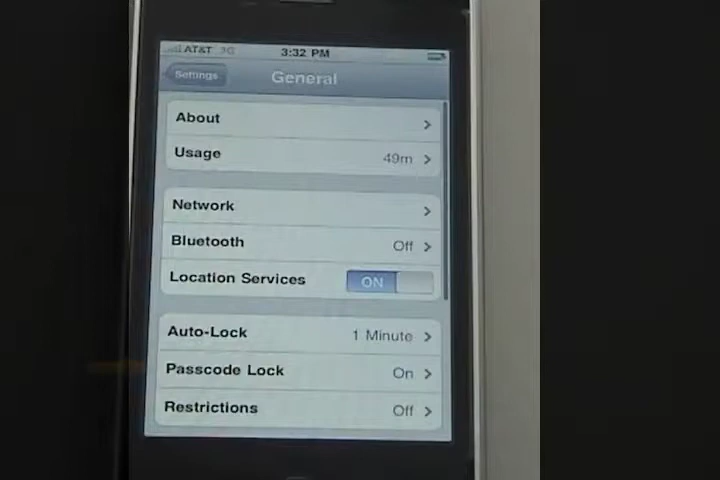 AT&T 3G 3:32 PM
Settings General
About
Usage 49m
Network
Bluetooth Off
Location Services ON
Auto-Lock 1 Minute
Passcode Lock On
Restrictions Off